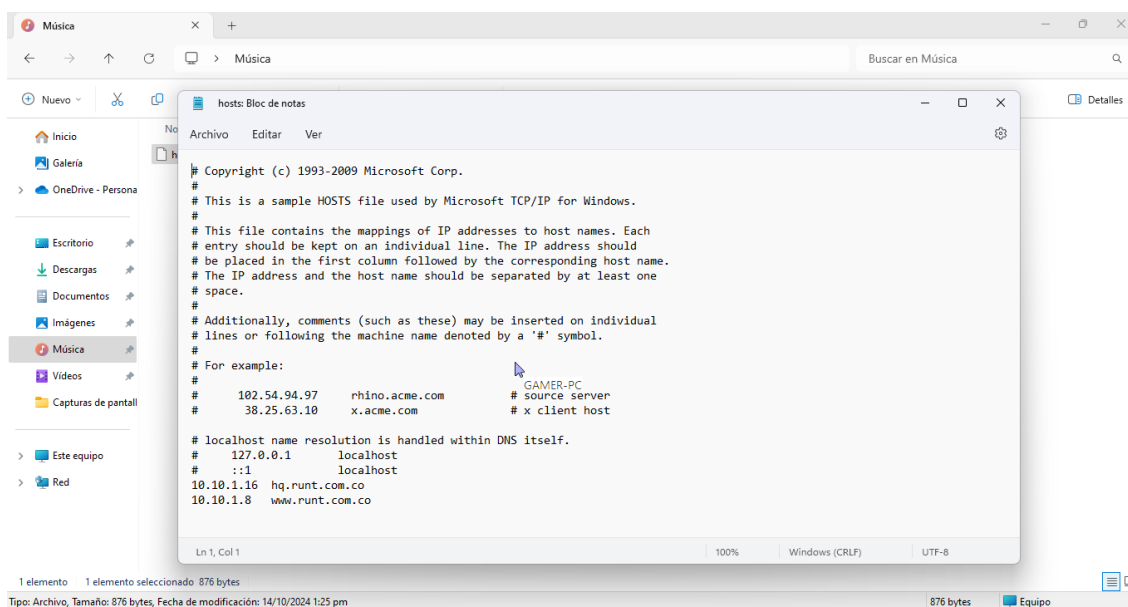 Música
Música
Buscar en Música
Nuevo
Detalles
Inicio
Galería
OneDrive - Persona
Escritorio
Descargas
Documentos
Imágenes
Música
Vídeos
Capturas de pantall
Este equipo
Red
No
h
hosts: Bloc de notas
Archivo Editar Ver
# Copyright (c) 1993-2009 Microsoft Corp.
#
# This is a sample HOSTS file used by Microsoft TCP/IP for Windows.
#
# This file contains the mappings of IP addresses to host names. Each
# entry should be kept on an individual line. The IP address should
# be placed in the first column followed by the corresponding host name.
# The IP address and the host name should be separated by at least one
# space.
#
# Additionally, comments (such as these) may be inserted on individual
# lines or following the machine name denoted by a '#' symbol.
#
# For example:
#
GAMER-PC
# 102.54.94.97 rhino.acme.com # source server
# 38.25.63.10 x.acme.com # x client host
# localhost name resolution is handled within DNS itself.
# 127.0.0.1 localhost
# ::1 localhost
10.10.1.16 hq.runt.com.co
10.10.1.8 www.runt.com.co
Ln 1, Col 1 100% Windows (CRLF) UTF-8
1 elemento 1 elemento seleccionado 876 bytes
Tipo: Archivo, Tamaño: 876 bytes, Fecha de modificación: 14/10/2024 1:25 pm 876 bytes Equipo